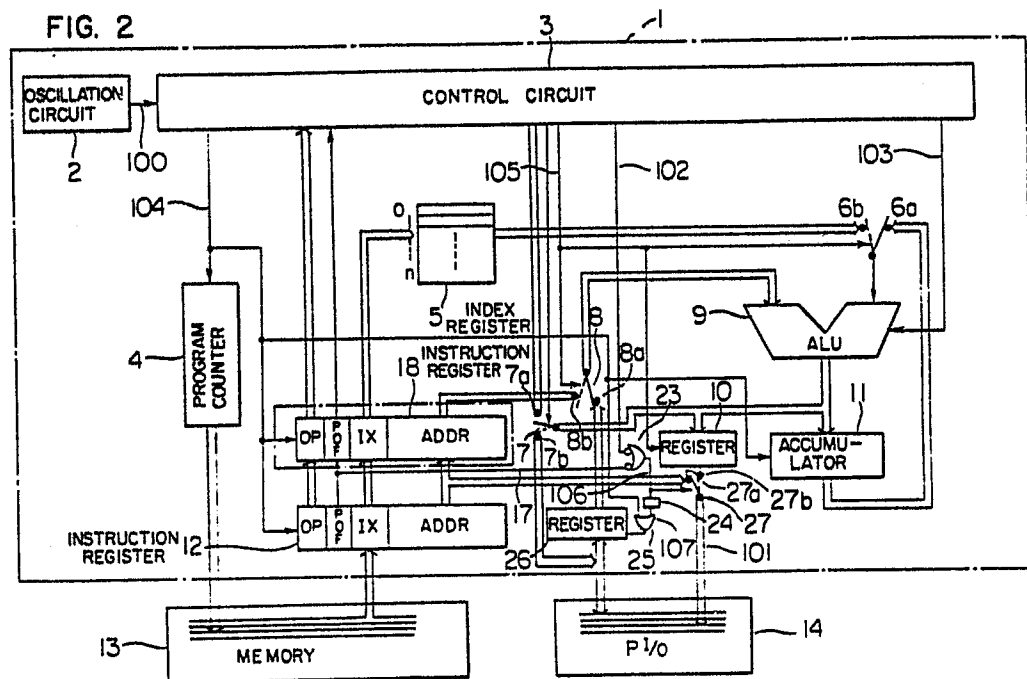 FIG. 2
1
3
OSCILLATION
CIRCUIT
CONTROL CIRCUIT
2
100
104
105
102
103
0
n
6b
6a
5
INDEX
REGISTER
8
9
ALU
4
PROGRAM
COUNTER
INSTRUCTION
REGISTER
18
7a
8a
8b
23
10
11
OP
POF
IX
ADDR
7
7b
REGISTER
ACCUMU-
LATOR
17
106
27a
27b
OP
POF
IX
ADDR
REGISTER
24
27
INSTRUCTION
REGISTER
12
26
25
107
101
13
MEMORY
P I/O
14